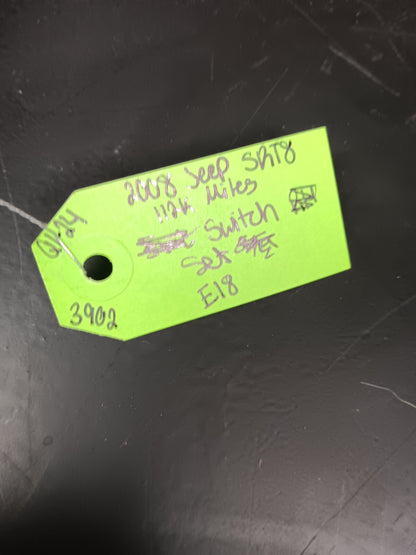 2008 Jeep SRT8
112K Miles
Switch
Set
E18
3902